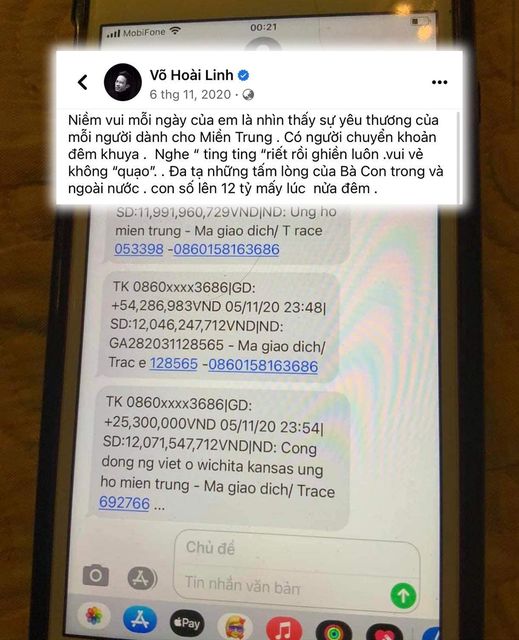 MobiFone
00:21
Võ Hoài Linh
6 thg 11, 2020 ·
Niềm vui mỗi ngày của em là nhìn thấy sự yêu thương của
mỗi người dành cho Miền Trung . Có người chuyển khoản
đêm khuya . Nghe “ ting ting “riết rồi ghiền luôn .vui vẻ
không “quạo”. . Đa tạ những tấm lòng của Bà Con trong và
ngoài nước . con số lên 12 tỷ mấy lúc nửa đêm .
SD:11,991,960,729VND|ND: Ung ho
mien trung - Ma giao dich/ T race
053398 -0860158163686
TK 0860xxxx3686|GD:
+54,286,983VND 05/11/20 23:48|
SD:12,046,247,712VND|ND:
GA282031128565 - Ma giao dich/
Trac e 128565 -0860158163686
TK 0860xxxx3686|GD:
+25,300,000VND 05/11/20 23:54|
SD:12,071,547,712VND|ND: Cong
dong ng viet o wichita kansas ung
ho mien trung - Ma giao dich/ Trace
692766 ...
Chủ đề
Tin nhắn văn bản
Pay